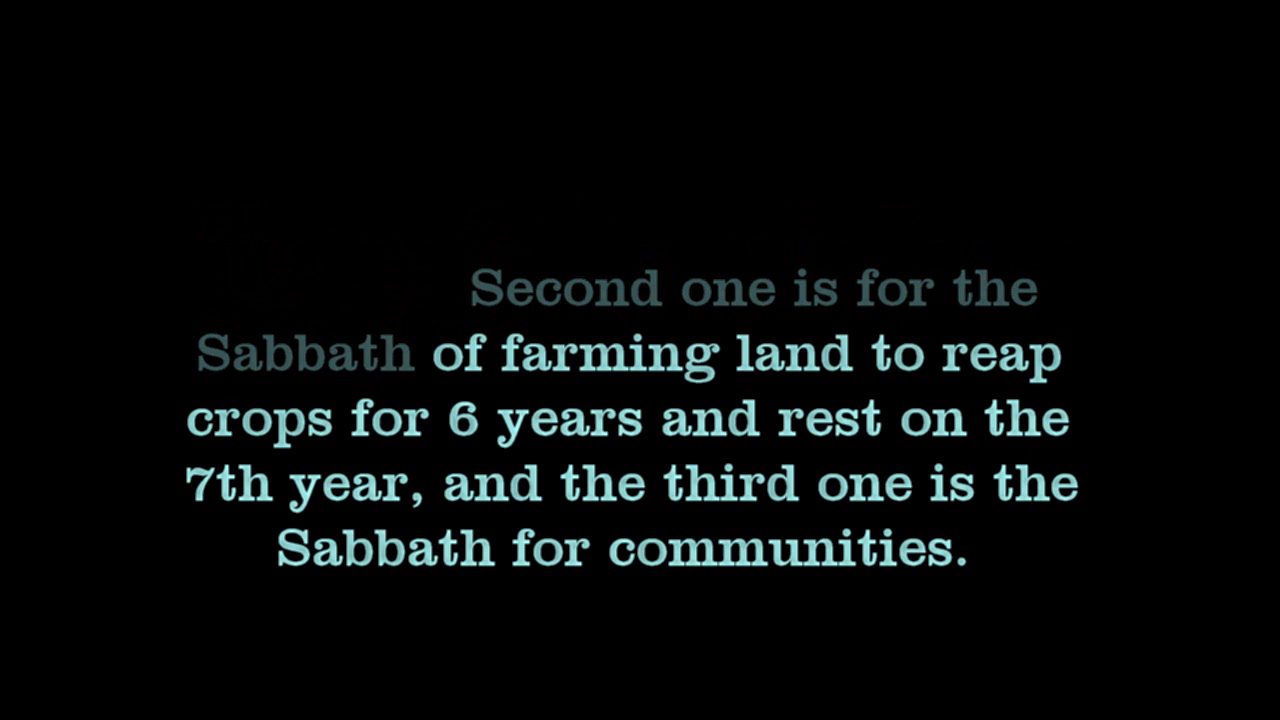 Second one is for the
Sabbath of farming land to reap
crops for 6 years and rest on the
7th year, and the third one is the
Sabbath for communities.